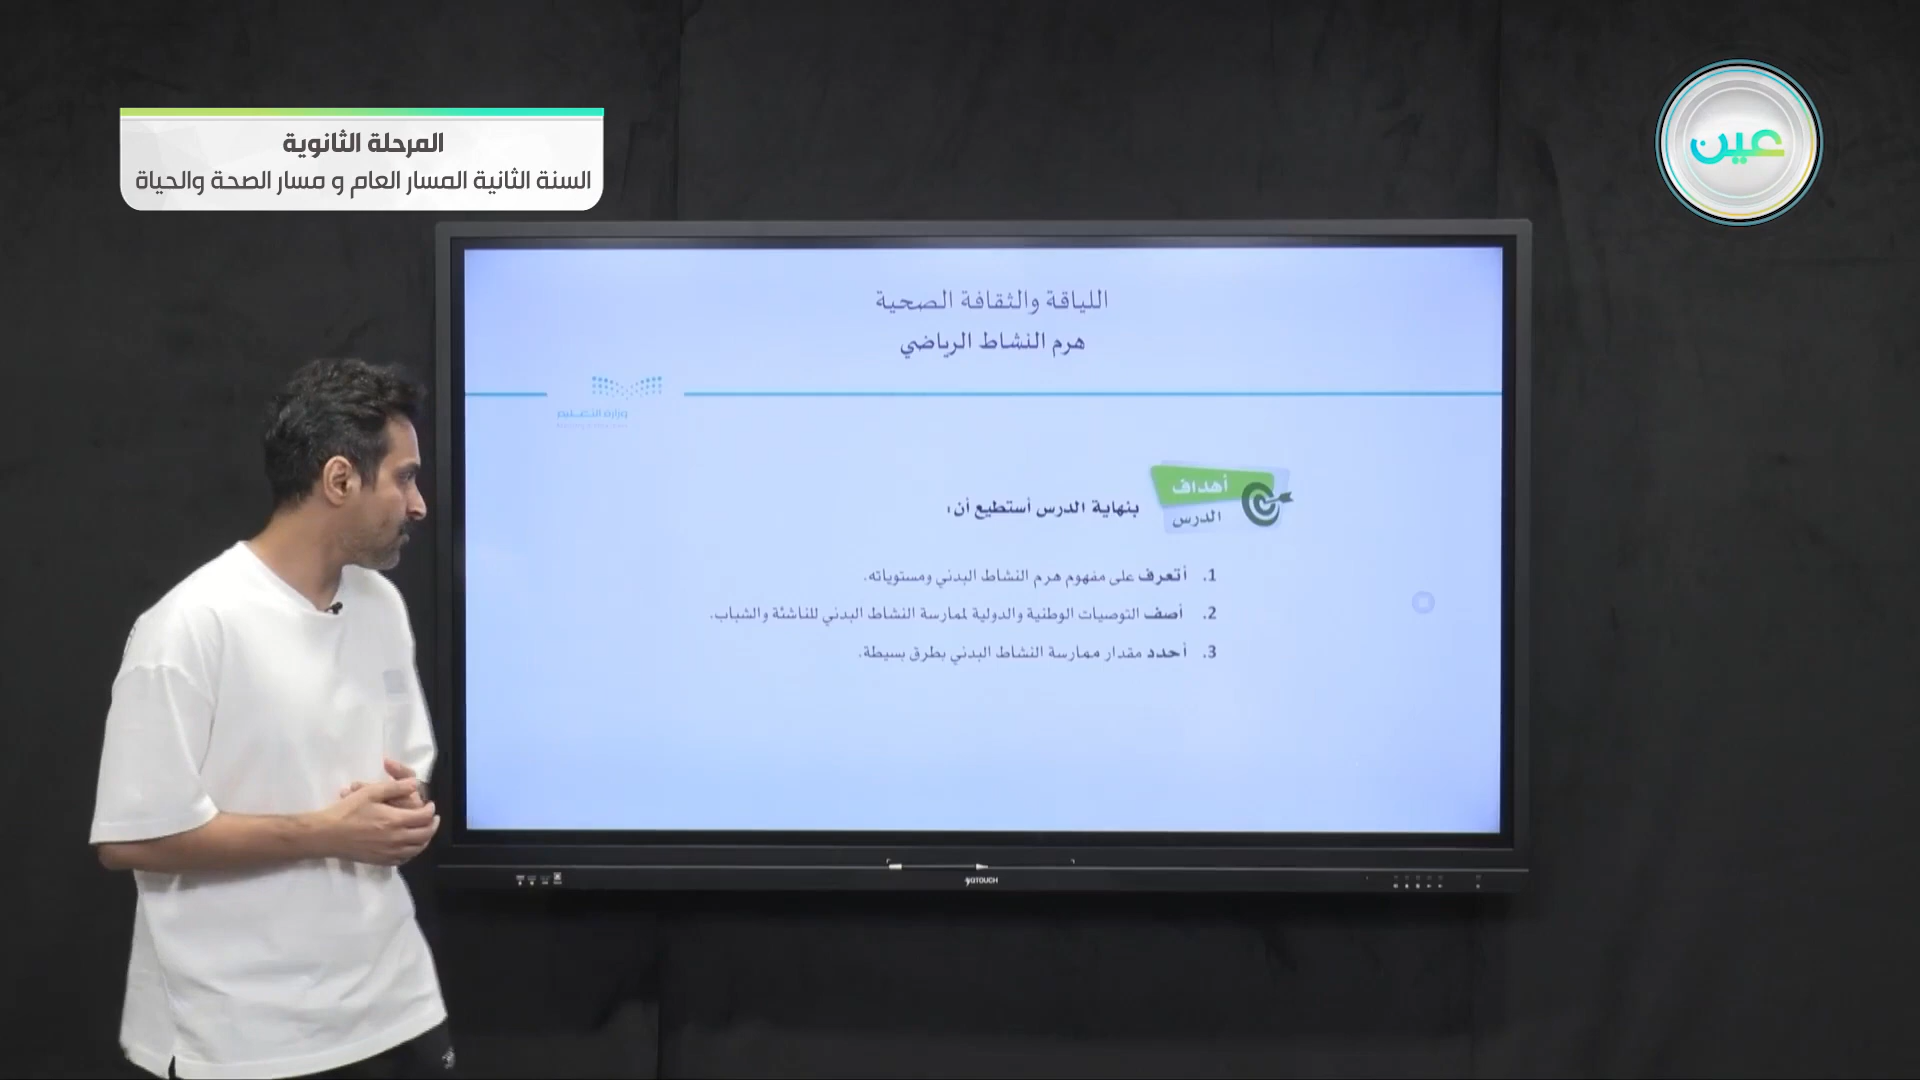 المرحلة الثانوية
السنة الثانية المسار العام و مسار الصحة والحياة
عين
اللياقة والثقافة الصحية
هرم النشاط الرياضي
وزارة التعليم
أهداف
الدرس
بنهاية الدرس أستطيع أن:
1. أتعرف على مفهوم هرم النشاط البدني ومستوياته.
2. أصف التوصيات الوطنية والدولية لممارسة النشاط البدني للناشئة والشباب.
3. أحدد مقدار ممارسة النشاط البدني بطرق بسيطة.